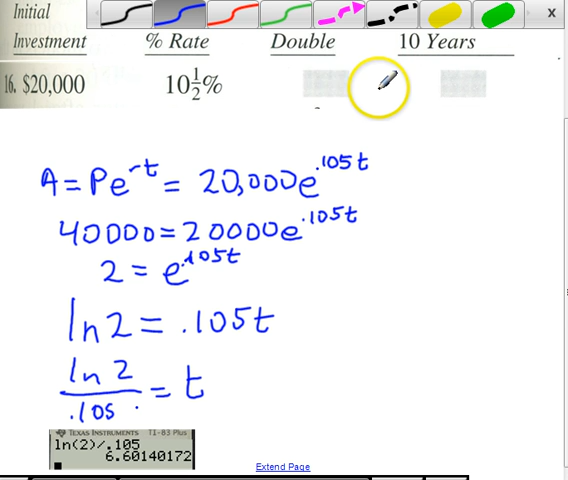 Initial
x
Investment % Rate Double 10 Years
16. $20,000 10½%
A = Pe^rt = 20,000e^.105t
40000 = 20000e^.105t
2 = e^.105t
ln 2 = .105t
ln 2 / .105 = t
TEXAS INSTRUMENTS TI-83 Plus
ln(2)/.105
6.60140172
Extend Page